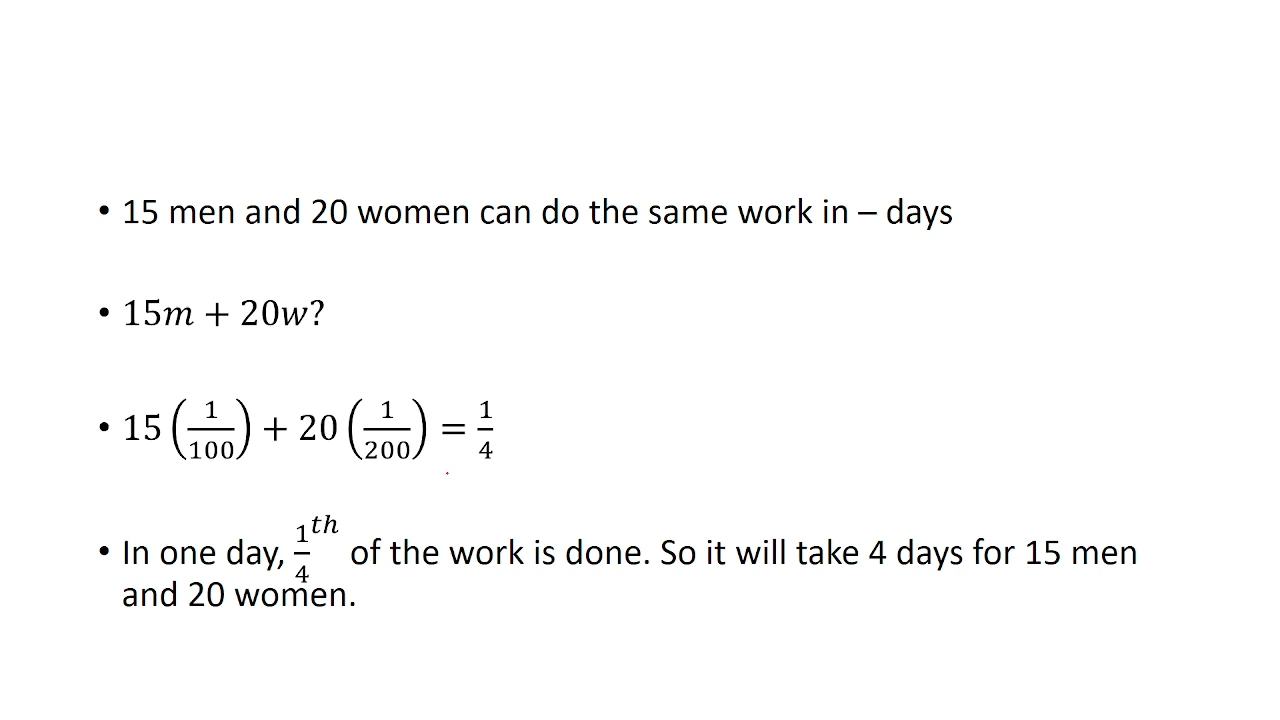 • 15 men and 20 women can do the same work in – days
• 15𝑚 + 20𝑤?
• 15 (1/100) + 20 (1/200) = 1/4
• In one day, 1/4^𝑡ℎ of the work is done. So it will take 4 days for 15 men
and 20 women.